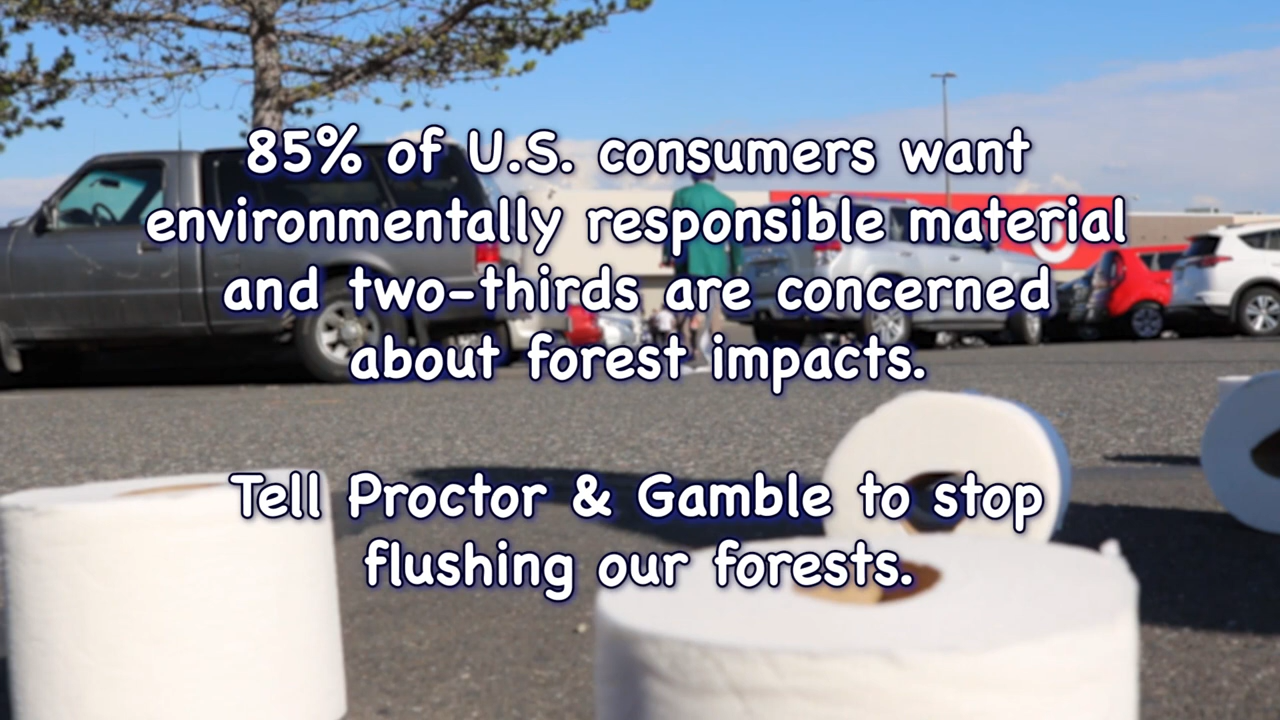 85% of U.S. consumers want
environmentally responsible material
and two-thirds are concerned
about forest impacts.
Tell Proctor & Gamble to stop
flushing our forests.